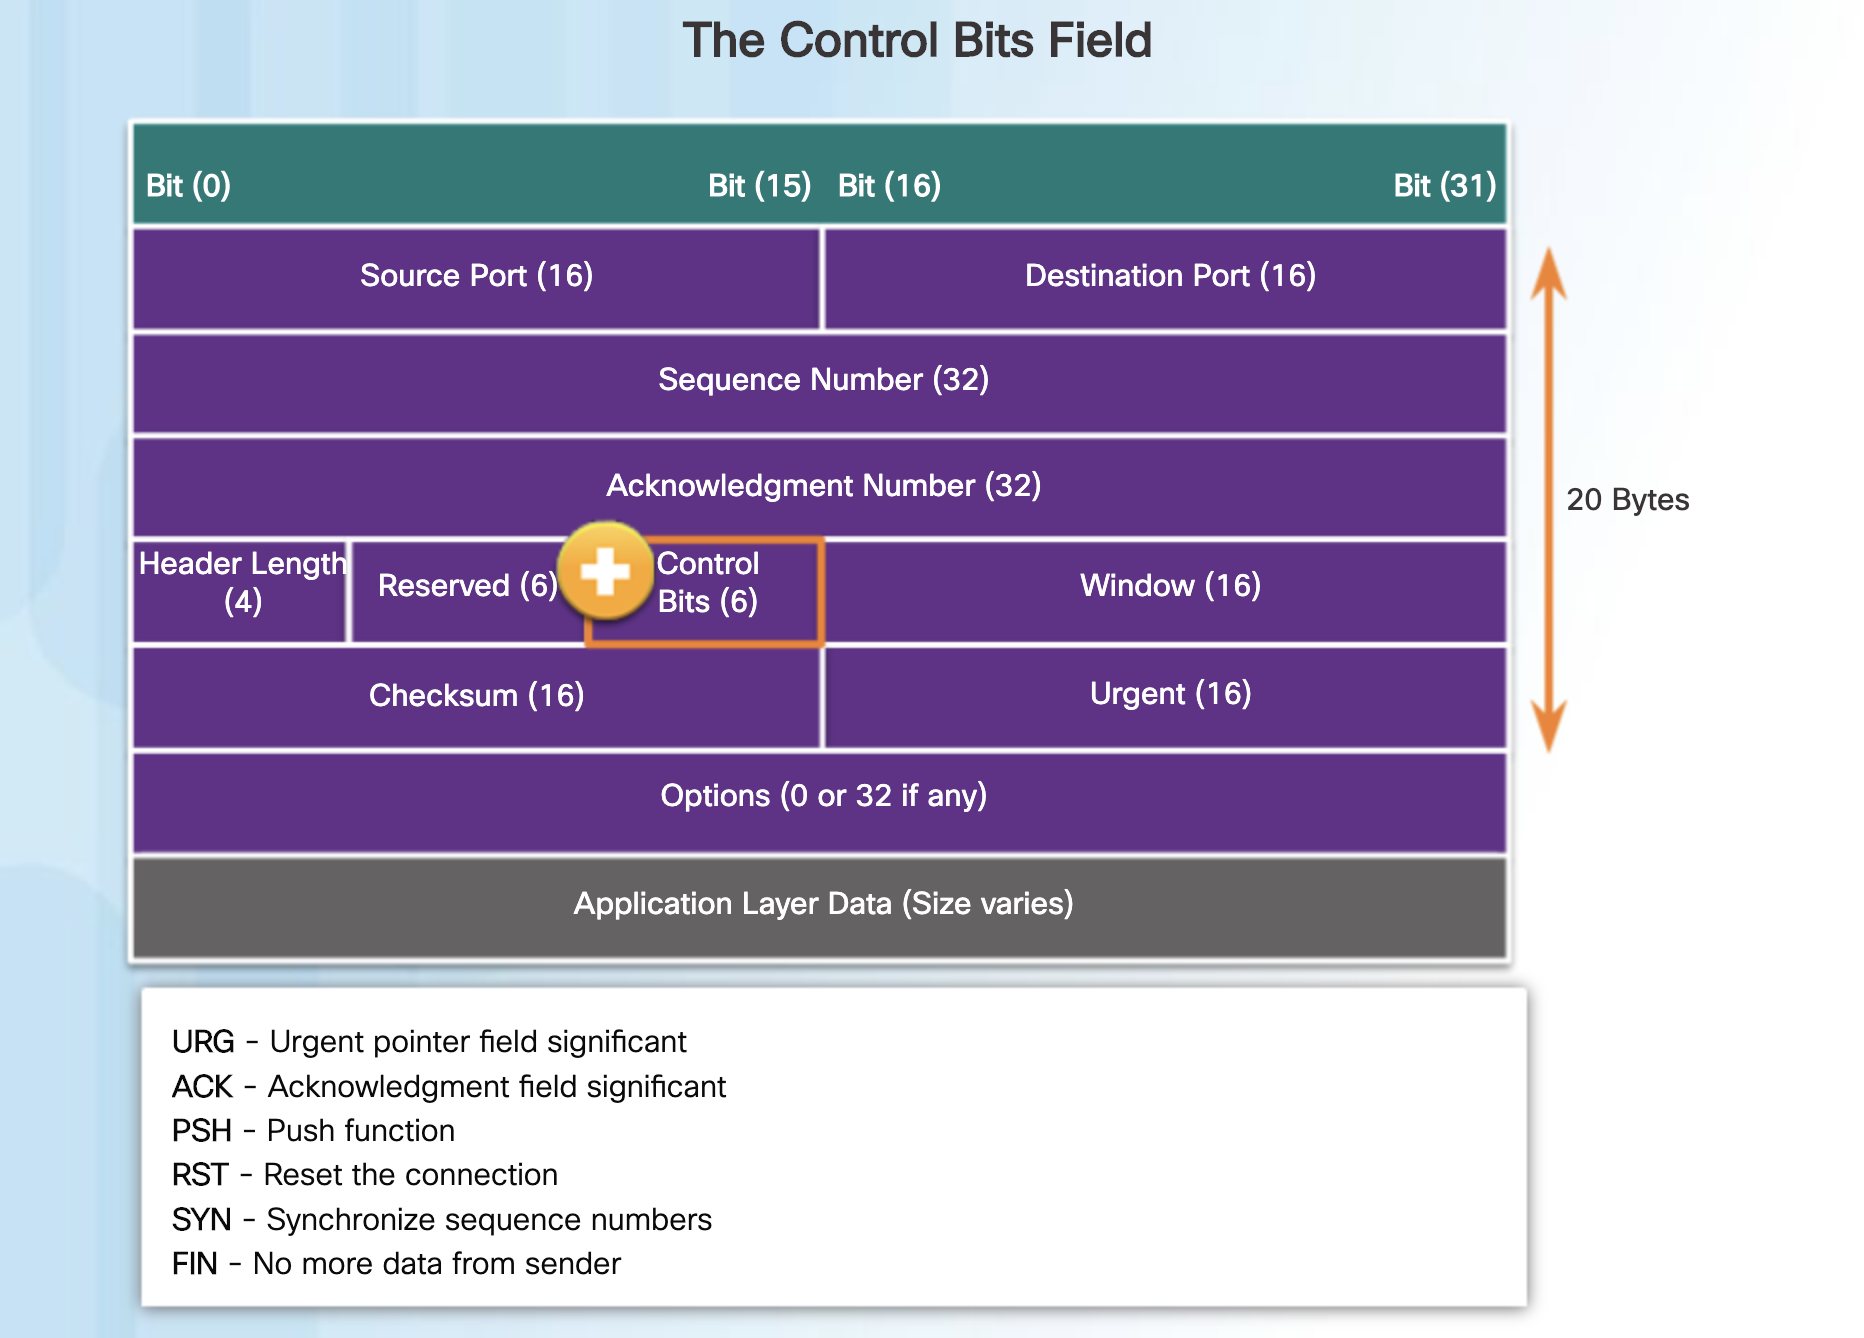 The Control Bits Field
Bit (0) Bit (15) Bit (16) Bit (31)
Source Port (16) Destination Port (16)
Sequence Number (32)
Acknowledgment Number (32)
20 Bytes
Header Length
(4)
Reserved (6)
Control
Bits (6)
Window (16)
Checksum (16) Urgent (16)
Options (0 or 32 if any)
Application Layer Data (Size varies)
URG - Urgent pointer field significant
ACK - Acknowledgment field significant
PSH - Push function
RST - Reset the connection
SYN - Synchronize sequence numbers
FIN - No more data from sender